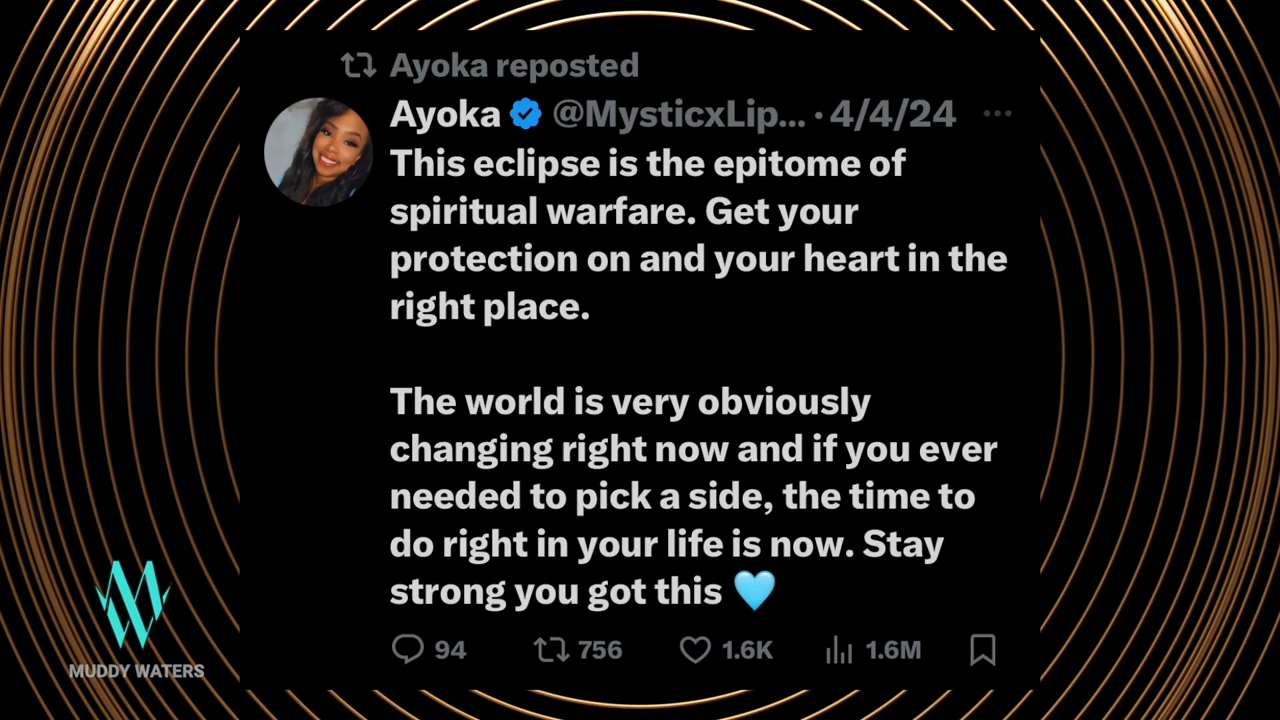 Ayoka reposted
Ayoka @MysticxLip... · 4/4/24
This eclipse is the epitome of
spiritual warfare. Get your
protection on and your heart in the
right place.
The world is very obviously
changing right now and if you ever
needed to pick a side, the time to
do right in your life is now. Stay
strong you got this 🩵
94 756 1.6K 1.6M
MUDDY WATERS